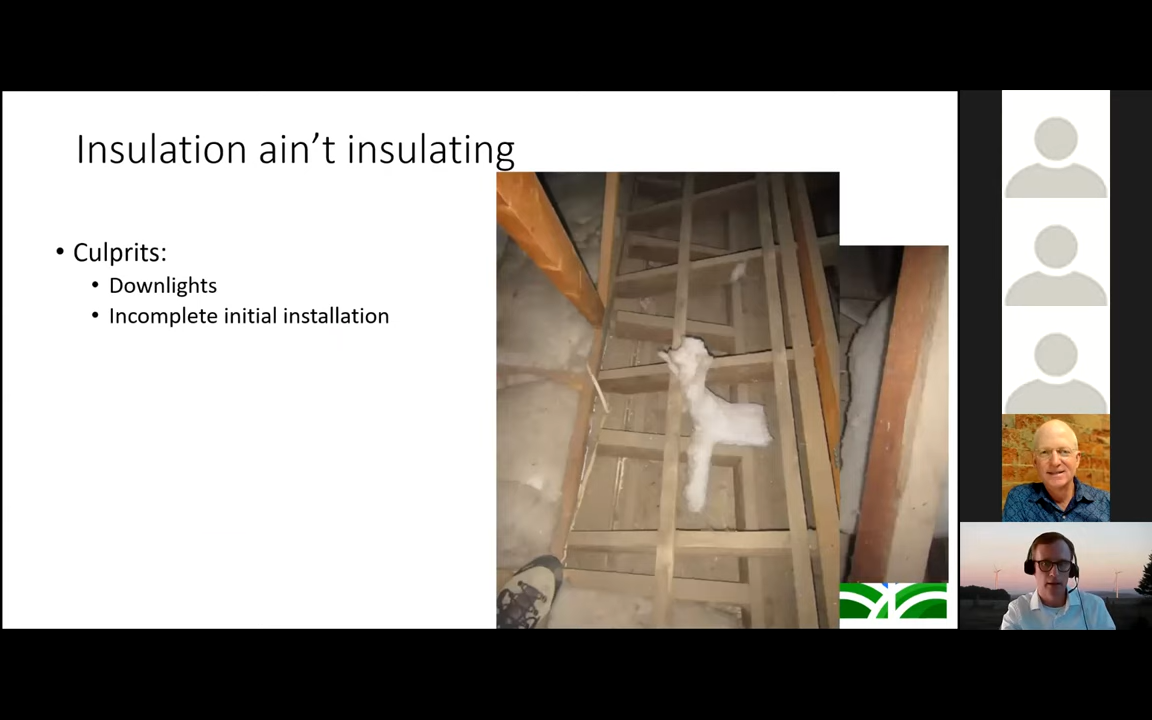 Insulation ain’t insulating
• Culprits:
• Downlights
• Incomplete initial installation